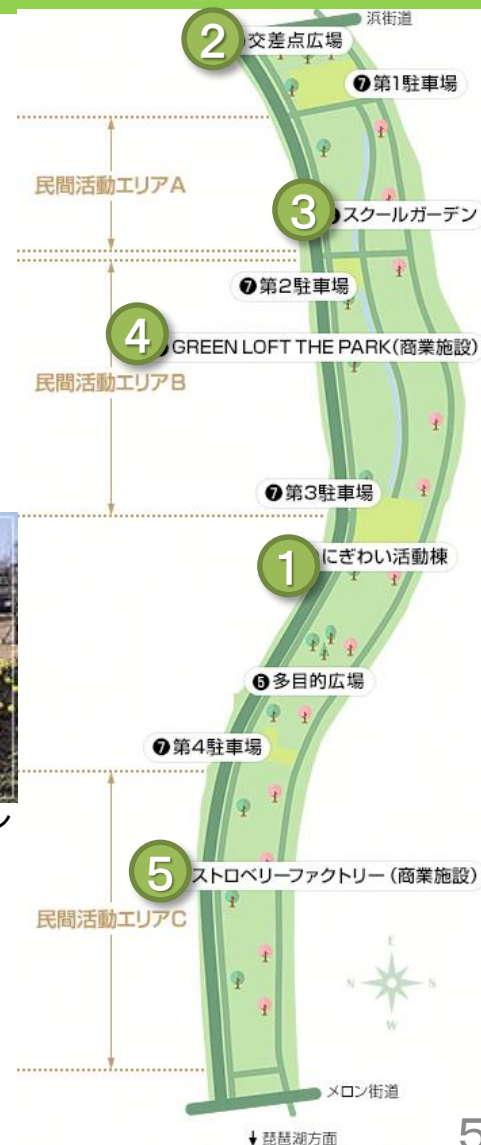 浜街道
② 交差点広場
❼第1駐車場
民間活動エリアA
③ スクールガーデン
❼第2駐車場
④ GREEN LOFT THE PARK(商業施設)
民間活動エリアB
❼第3駐車場
① にぎわい活動棟
❻多目的広場
❼第4駐車場
ン
⑤ ストロベリーファクトリー(商業施設)
民間活動エリアC
E
N S
W
メロン街道
↓琵琶湖方面
5